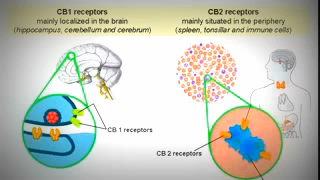 CB1 receptors
mainly localized in the brain
(hippocampus, cerebellum and cerebrum)
CB2 receptors
mainly situated in the periphery
(spleen, tonsillar and immune cells)
CB 1 receptors
CB 2 receptors